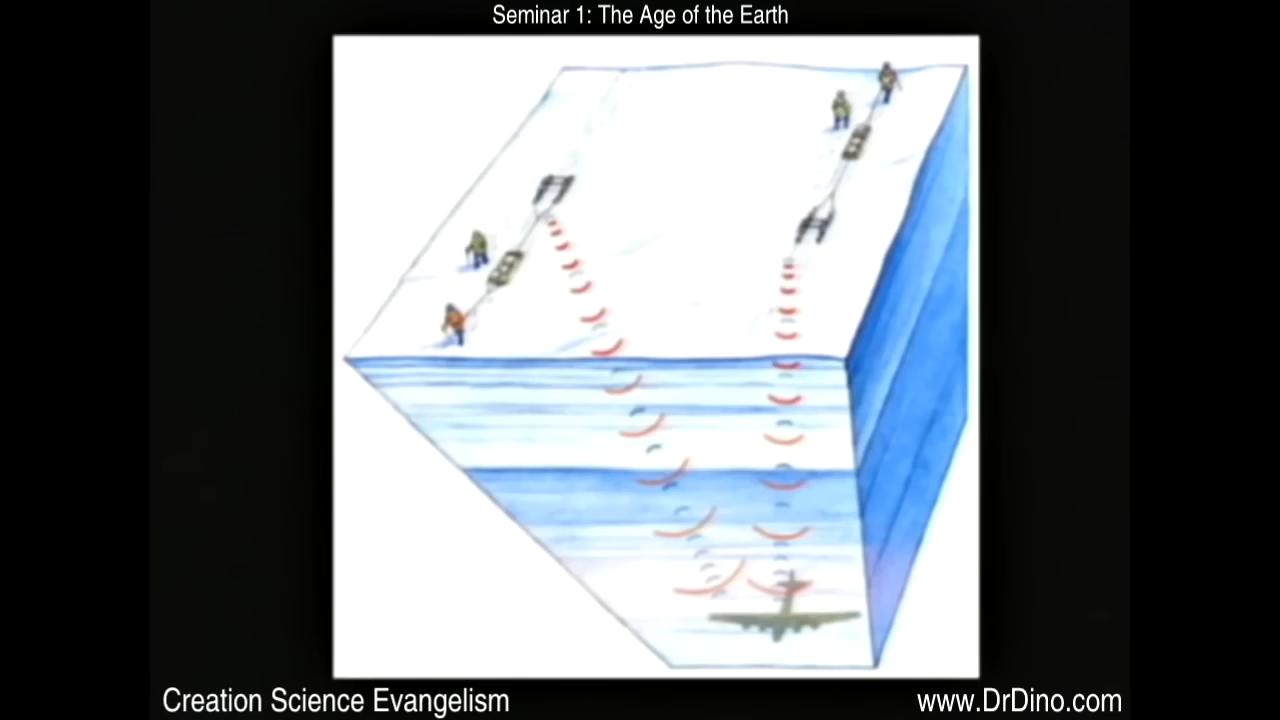 Seminar 1: The Age of the Earth
Creation Science Evangelism
www.DrDino.com